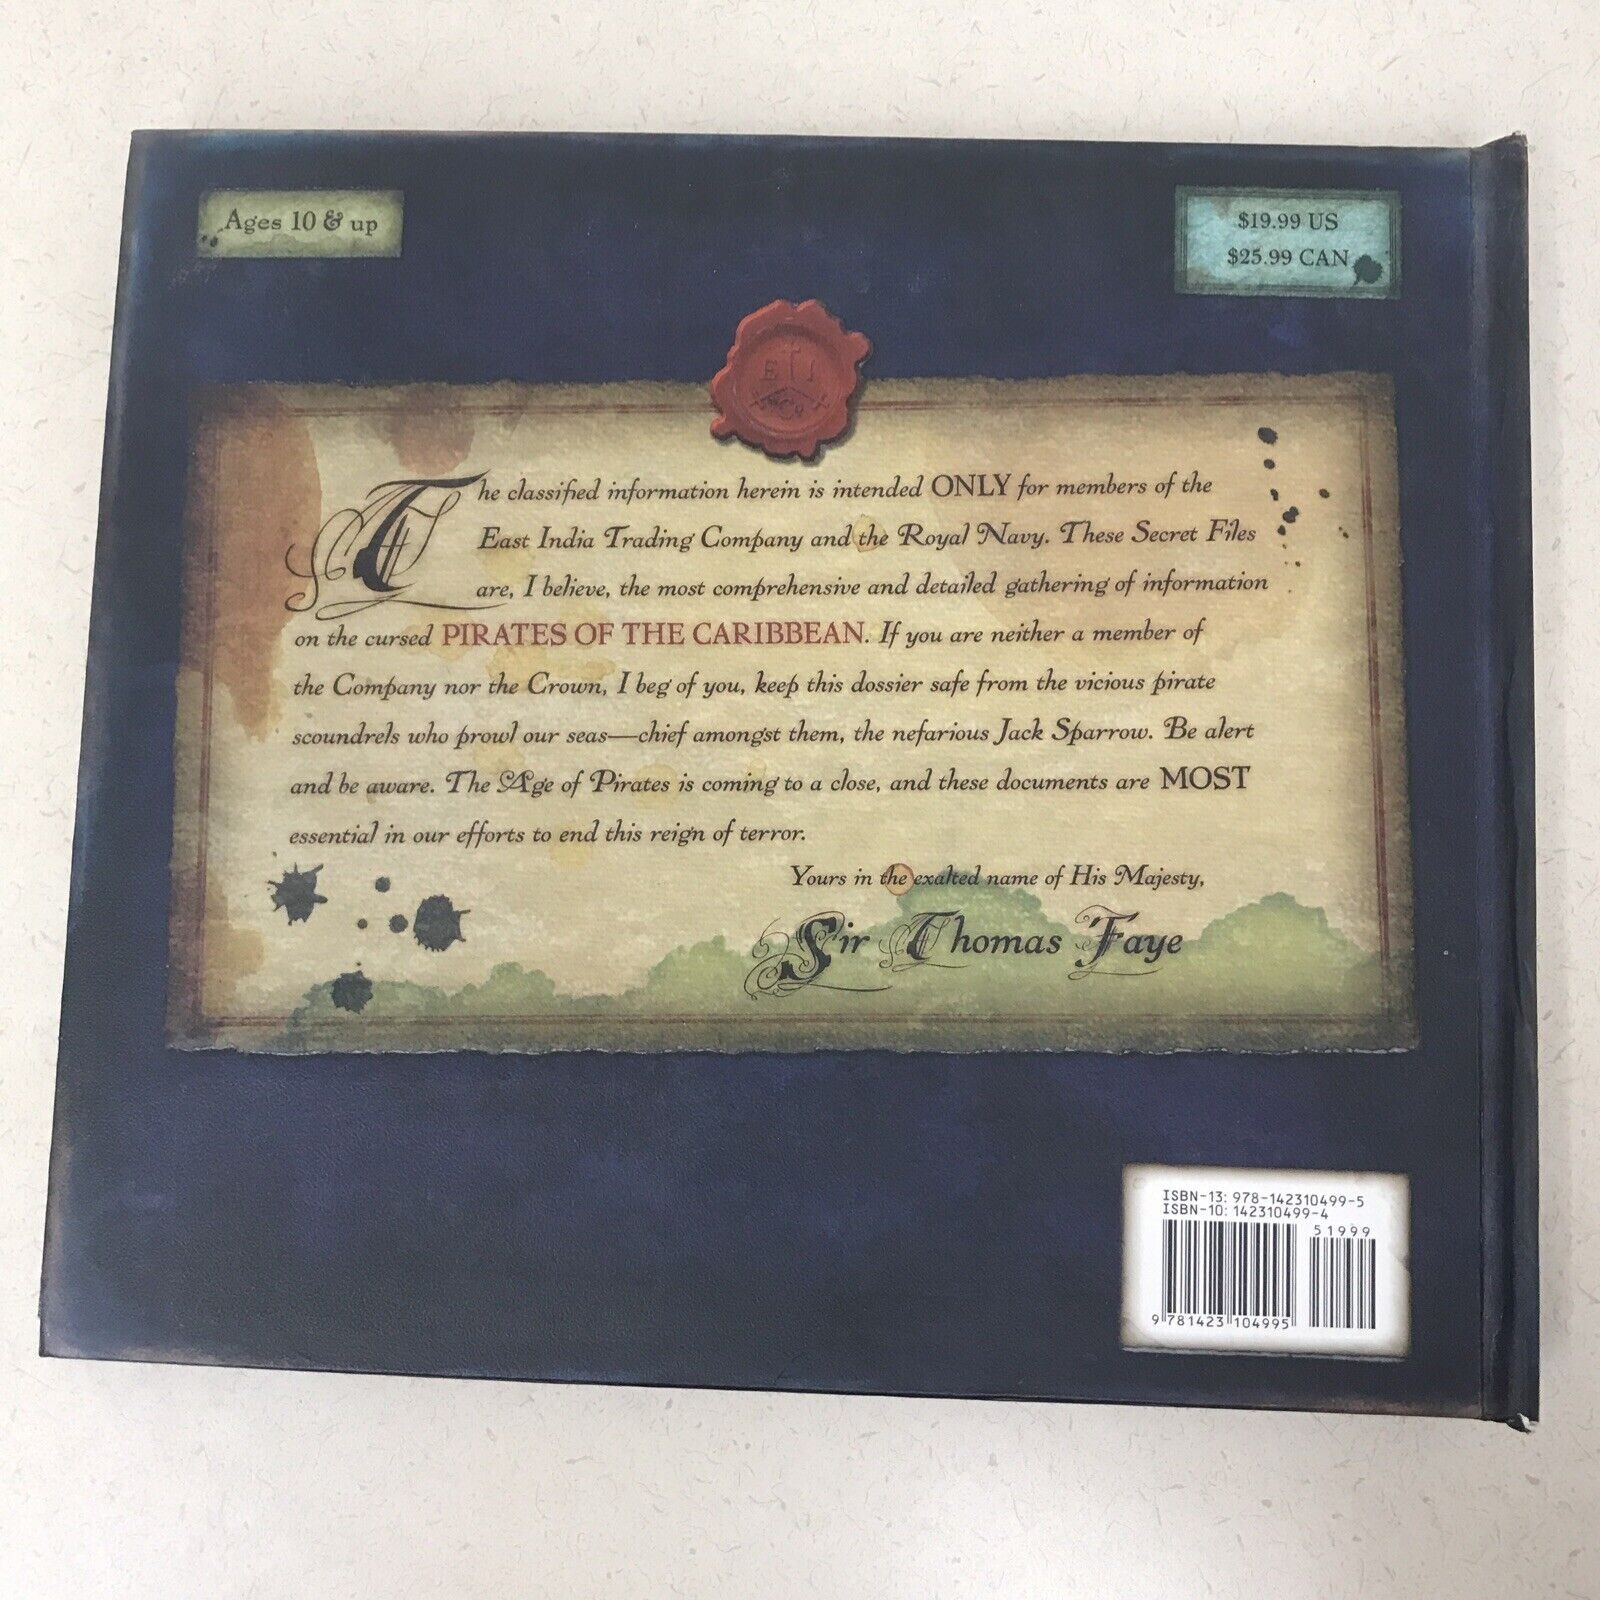 Ages 10 & up
$19.99 US
$25.99 CAN
The classified information herein is intended ONLY for members of the
East India Trading Company and the Royal Navy. These Secret Files
are, I believe, the most comprehensive and detailed gathering of information
on the cursed PIRATES OF THE CARIBBEAN. If you are neither a member of
the Company nor the Crown, I beg of you, keep this dossier safe from the vicious pirate
scoundrels who prowl our seas—chief amongst them, the nefarious Jack Sparrow. Be alert
and be aware. The Age of Pirates is coming to a close, and these documents are MOST
essential in our efforts to end this reign of terror.
Yours in the exalted name of His Majesty,
Sir Thomas Faye
ISBN-13: 978-142310499-5
ISBN-10: 142310499-4
51999
9 781423 104995